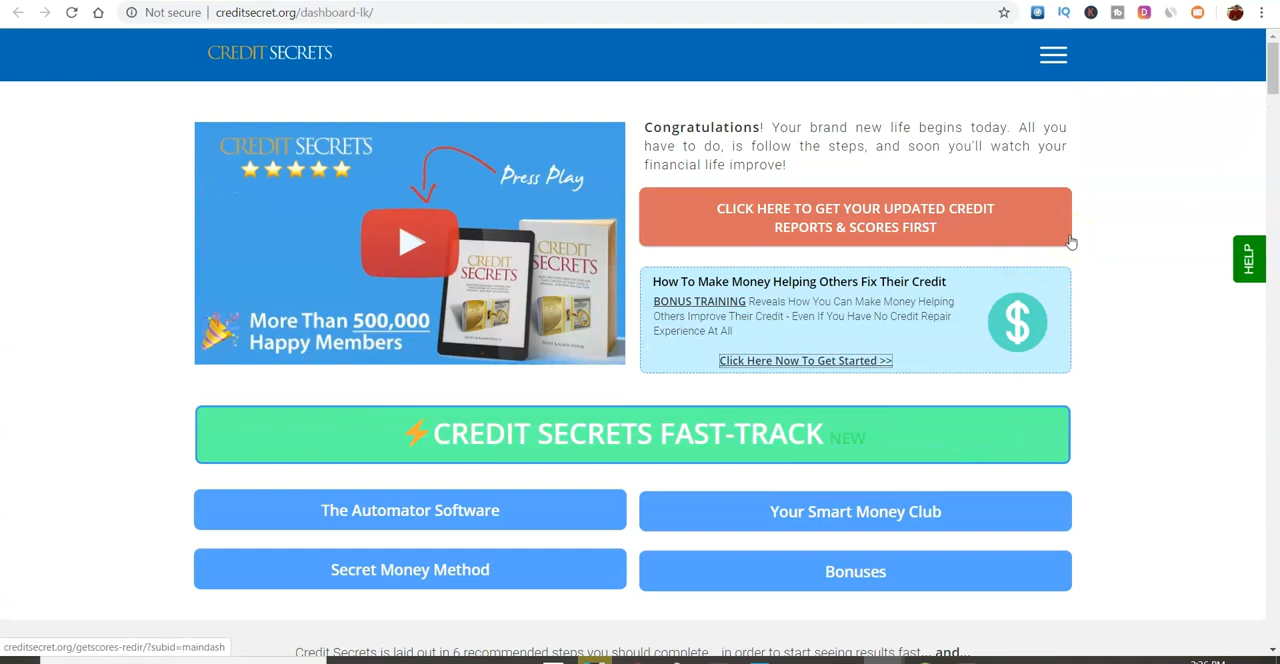 Not secure
creditsecret.org/dashboard-lk/
CREDIT SECRETS
CREDIT SECRETS
Press Play
CREDIT
SECRETS
CREDIT
SECRETS
More Than 500,000
Happy Members
Congratulations! Your brand new life begins today. All you
have to do, is follow the steps, and soon you'll watch your
financial life improve!
CLICK HERE TO GET YOUR UPDATED CREDIT
REPORTS & SCORES FIRST
HELP
How To Make Money Helping Others Fix Their Credit
BONUS TRAINING Reveals How You Can Make Money Helping
Others Improve Their Credit - Even If You Have No Credit Repair
Experience At All
Click Here Now To Get Started >>
CREDIT SECRETS FAST-TRACK NEW
The Automator Software
Your Smart Money Club
Secret Money Method
Bonuses
creditsecret.org/getscores-redir/?subid=maindash
Credit Secrets is laid out in 6 recommended steps you should complete... in order to start seeing results fast... and...